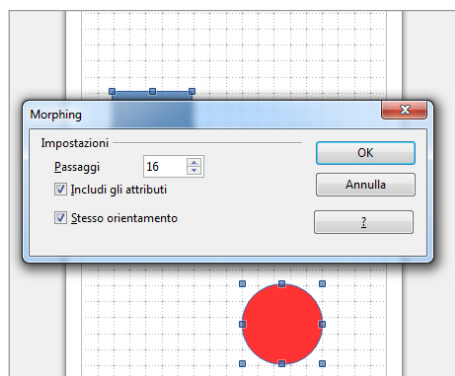 Morphing
Impostazioni
Passaggi 16
Includi gli attributi
Stesso orientamento
OK
Annulla
?